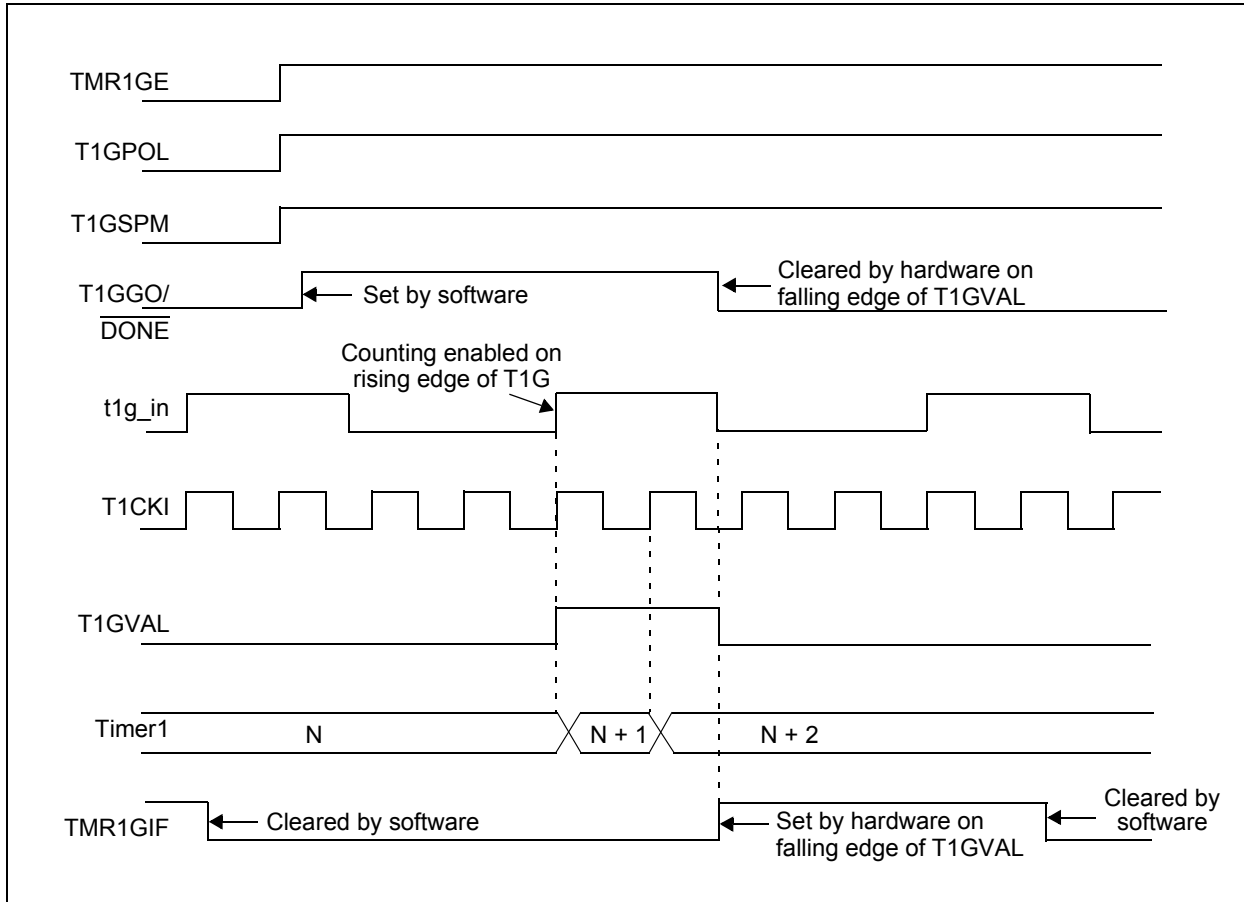 TMR1GE
T1GPOL
T1GSPM
T1GGO/
DONE
Set by software
Cleared by hardware on
falling edge of T1GVAL
Counting enabled on
rising edge of T1G
t1g_in
T1CKI
T1GVAL
Timer1
N
N + 1
N + 2
TMR1GIF
Cleared by software
Set by hardware on
falling edge of T1GVAL
Cleared by
software